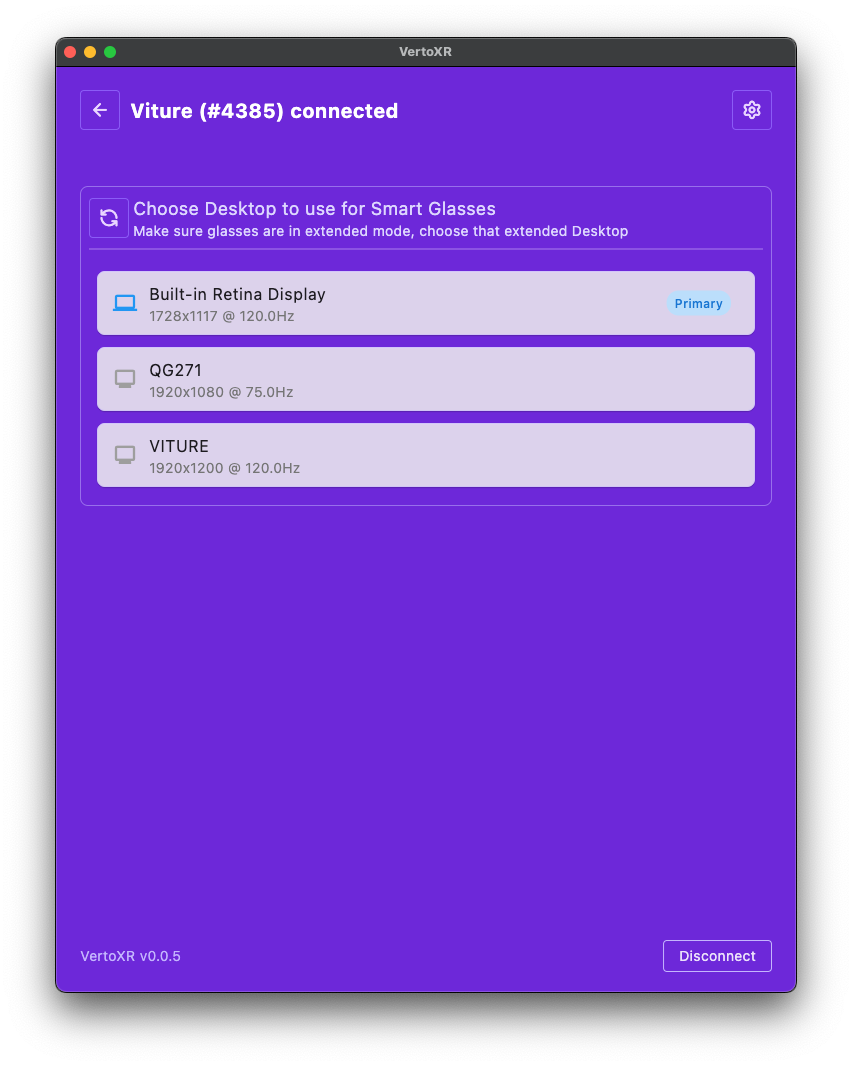 VertoXR
Viture (#4385) connected
Choose Desktop to use for Smart Glasses
Make sure glasses are in extended mode, choose that extended Desktop
Built-in Retina Display
1728x1117 @ 120.0Hz
Primary
QG271
1920x1080 @ 75.0Hz
VITURE
1920x1200 @ 120.0Hz
VertoXR v0.0.5
Disconnect